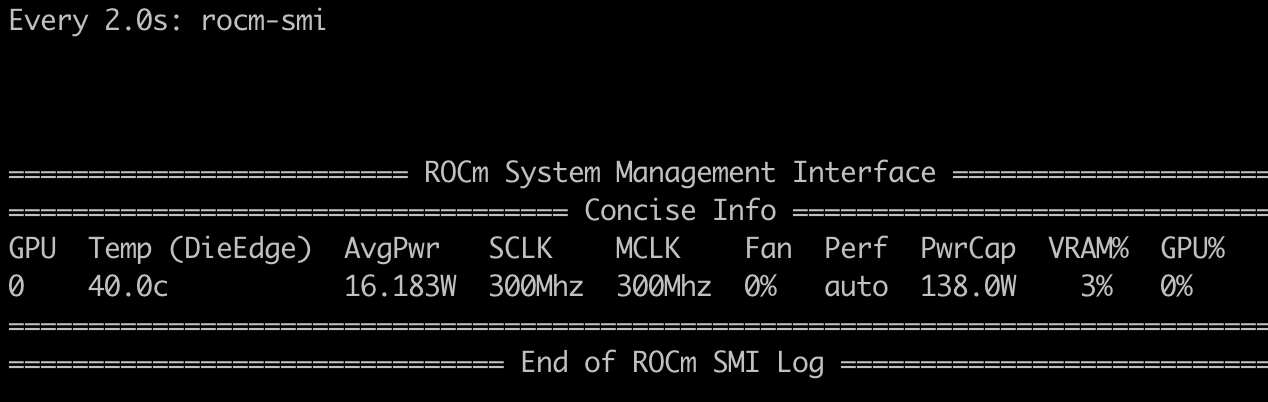 Every 2.0s: rocm-smi
========================= ROCm System Management Interface ====================
=================================== Concise Info ==============================
GPU  Temp (DieEdge)  AvgPwr   SCLK    MCLK    Fan  Perf  PwrCap  VRAM%  GPU%
0    40.0c           16.183W  300Mhz  300Mhz  0%   auto  138.0W    3%   0%
===============================================================================
=============================== End of ROCm SMI Log ===========================